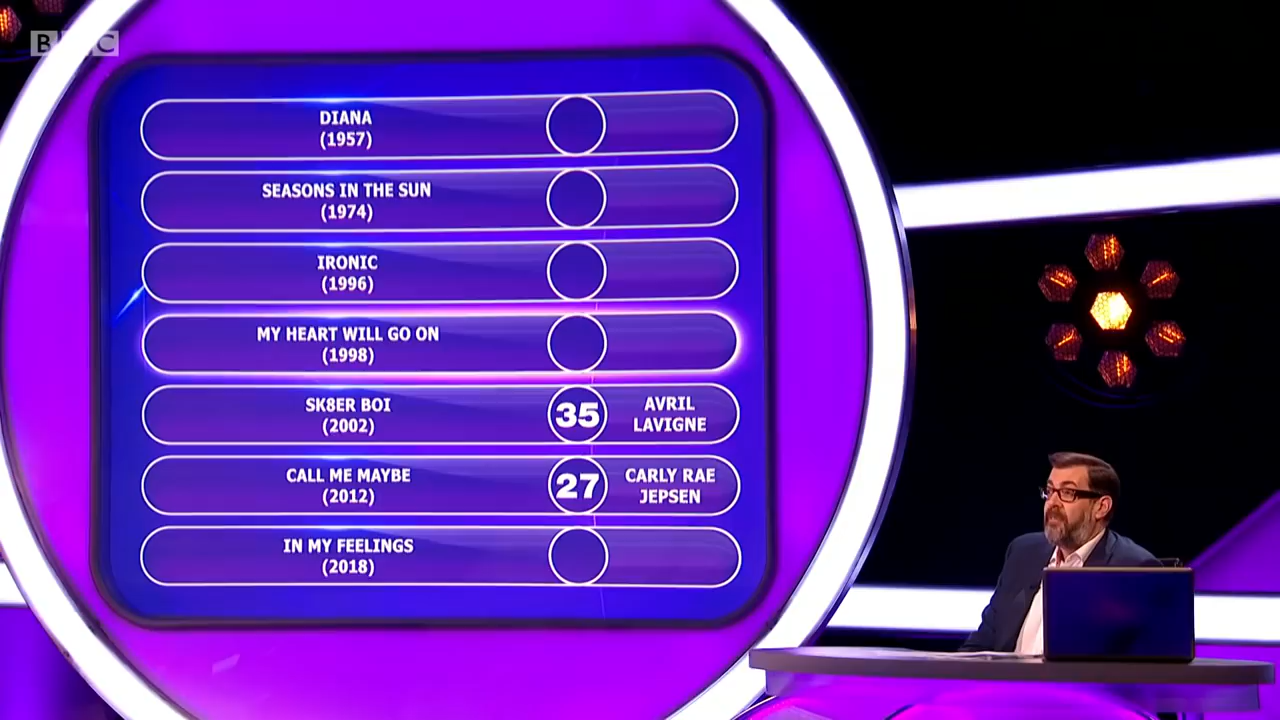 BBC
DIANA
(1957)
SEASONS IN THE SUN
(1974)
IRONIC
(1996)
MY HEART WILL GO ON
(1998)
SK8ER BOI
(2002)
35
AVRIL
LAVIGNE
CALL ME MAYBE
(2012)
27
CARLY RAE
JEPSEN
IN MY FEELINGS
(2018)